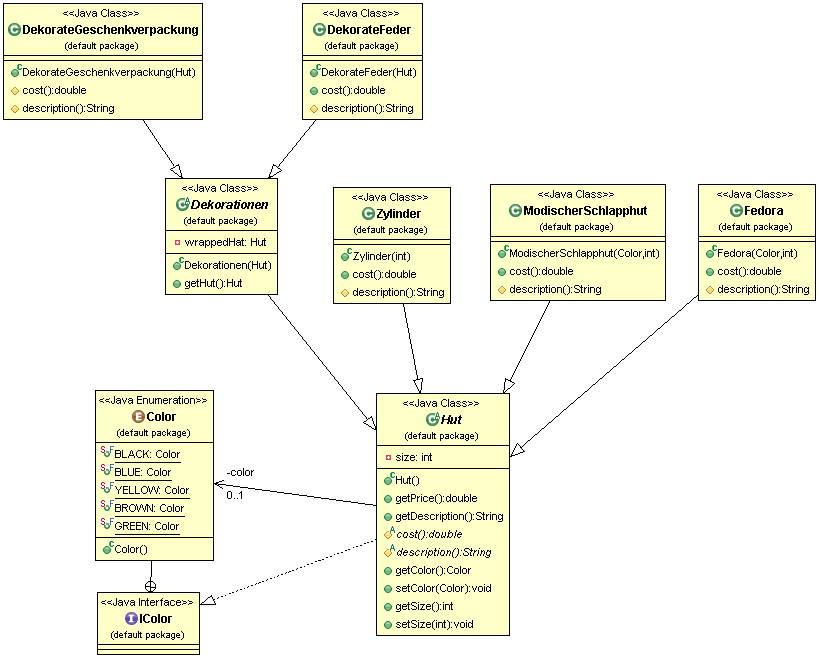 <<Java Class>>
DekorateGeschenkverpackung
(default package)
DekorateGeschenkverpackung(Hut)
cost():double
description():String
<<Java Class>>
DekorateFeder
(default package)
DekorateFeder(Hut)
cost():double
description():String
<<Java Class>>
Dekorationen
(default package)
wrappedHat: Hut
Dekorationen(Hut)
getHut():Hut
<<Java Class>>
Zylinder
(default package)
Zylinder(int)
cost():double
description():String
<<Java Class>>
ModischerSchlapphut
(default package)
ModischerSchlapphut(Color,int)
cost():double
description():String
<<Java Class>>
Fedora
(default package)
Fedora(Color,int)
cost():double
description():String
<<Java Enumeration>>
Color
(default package)
BLACK: Color
BLUE: Color
YELLOW: Color
BROWN: Color
GREEN: Color
Color()
-color
0..1
<<Java Class>>
Hut
(default package)
size: int
Hut()
getPrice():double
getDescription():String
cost():double
description():String
getColor():Color
setColor(Color):void
getSize():int
setSize(int):void
<<Java Interface>>
IColor
(default package)